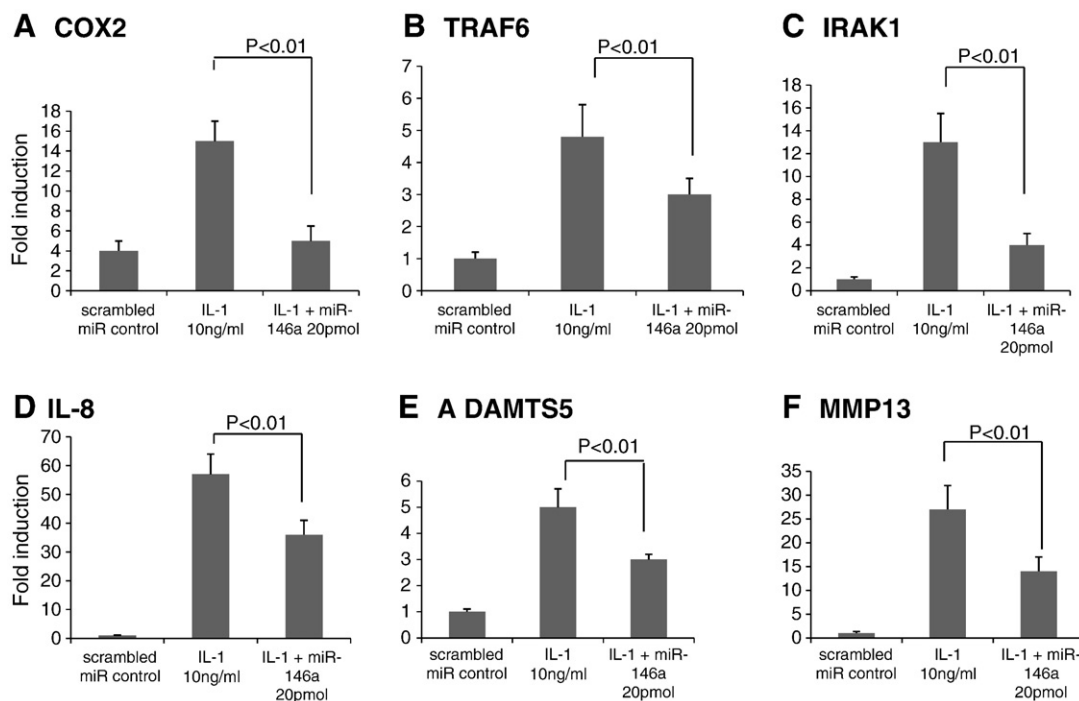 A COX2
P<0.01
Fold induction
18
16
14
12
10
8
6
4
2
0
scrambled
miR control
IL-1
10ng/ml
IL-1 + miR-
146a 20pmol
B TRAF6
P<0.01
7
6
5
4
3
2
1
0
scrambled
miR control
IL-1
10ng/ml
IL-1 + miR-
146a 20pmol
C IRAK1
P<0.01
18
16
14
12
10
8
6
4
2
0
scrambled
miR control
IL-1
10ng/ml
IL-1 + miR-
146a
20pmol
D IL-8
P<0.01
Fold induction
70
60
50
40
30
20
10
0
scrambled
miR control
IL-1
10ng/ml
IL-1 + miR-
146a
20pmol
E A DAMTS5
P<0.01
6
5
4
3
2
1
0
scrambled
miR control
IL-1
10ng/ml
IL-1 + miR-
146a
20pmol
F MMP13
P<0.01
35
30
25
20
15
10
5
0
scrambled
miR control
IL-1
10ng/ml
IL-1 + miR-
146a
20pmol